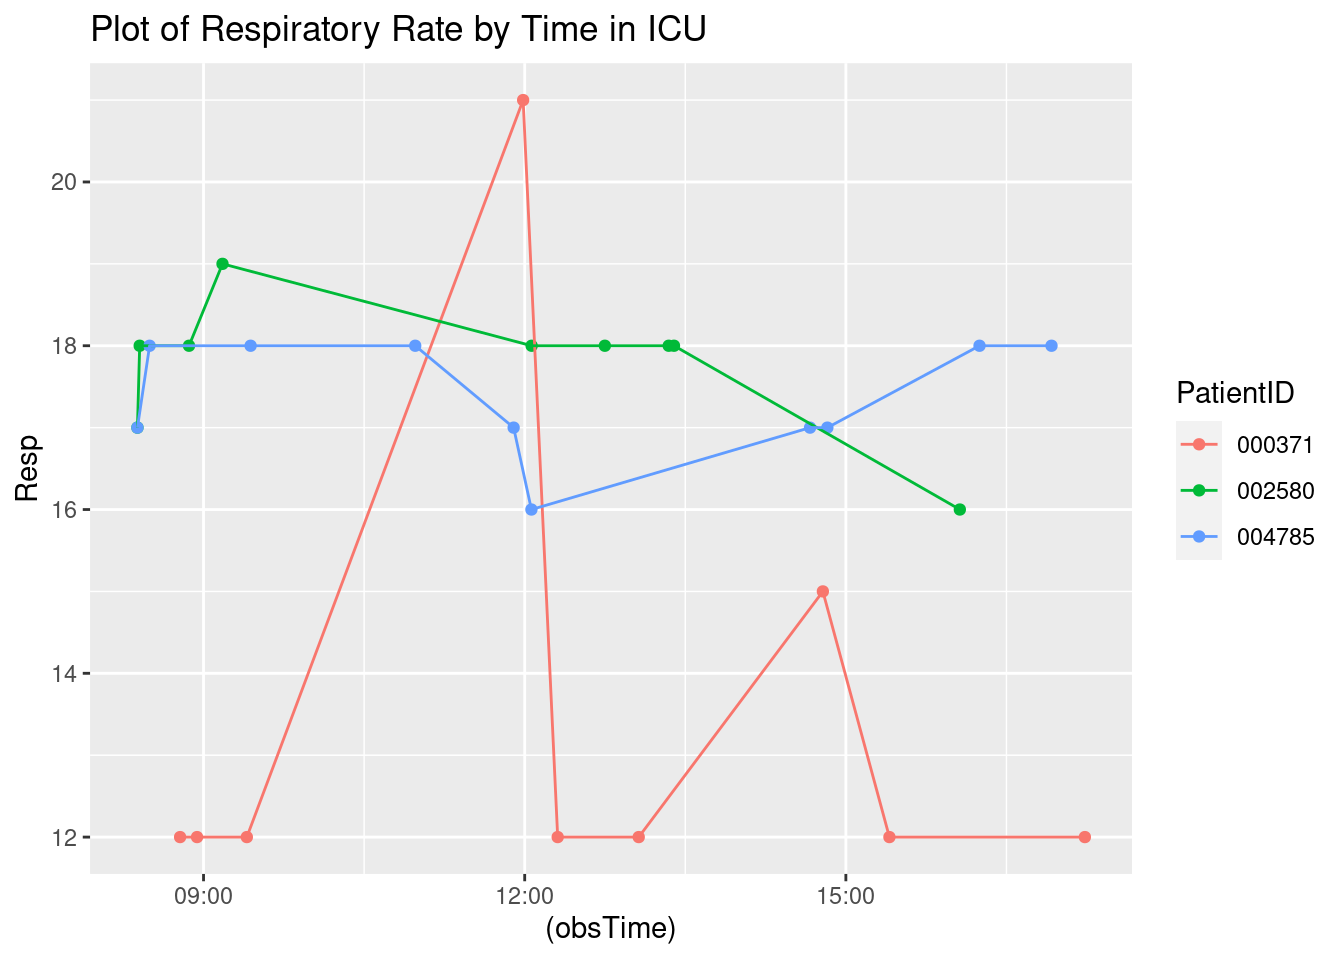 Plot of Respiratory Rate by Time in ICU
20
18
16
14
12
Resp
09:00 12:00 15:00
(obsTime)
PatientID
000371
002580
004785